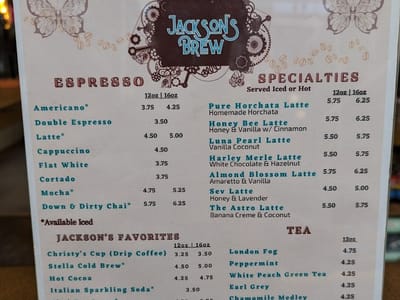 JACKSON'S
BREW
ESPRESSO
12oz | 16oz
Americano* 3.75 4.25
Double Espresso 3.50
Latte* 4.50 5.00
Cappuccino 4.50
Flat White 3.75
Cortado 3.75
Mocha* 4.75 5.25
Down & Dirty Chai* 5.75 6.25
*Available Iced
SPECIALTIES
Served Iced or Hot 12oz | 16oz
Pure Horchata Latte 5.75 6.25
Homemade Horchata
Honey Bee Latte 5.75 6.25
Honey & Vanilla w/ Cinnamon
Luna Pearl Latte 5.50 5.75
Vanilla Coconut
Harley Merle Latte 5.50 5.75
White Chocolate & Hazelnut
Almond Blossom Latte 5.75 6.25
Amaretto & Vanilla
Sev Latte 4.50 5.00
Honey & Lavender
The Astro Latte 5.50 5.75
Banana Creme & Coconut
JACKSON'S FAVORITES
12oz | 16oz
Christy's Cup (Drip Coffee) 3.25 3.50
Stella Cold Brew* 4.50 5.00
Hot Cocoa 4.25 4.75
Italian Sparkling Soda* 3.50
TEA
12oz
London Fog 4.75
Peppermint 4.25
White Peach Green Tea 4.25
Earl Grey 4.25
Chamomile Medley